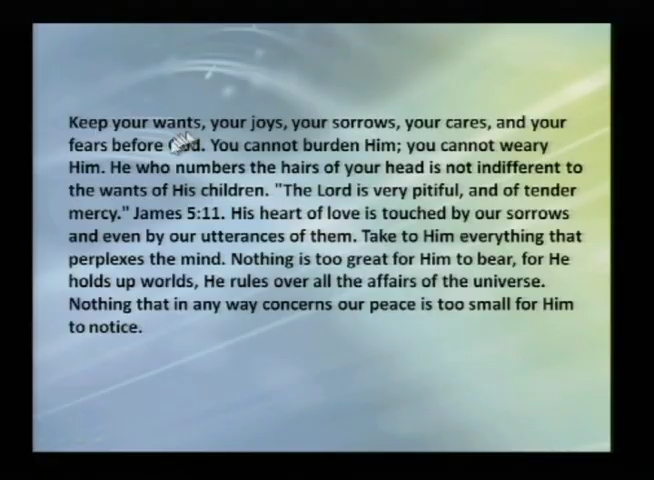 Keep your wants, your joys, your sorrows, your cares, and your
fears before God. You cannot burden Him; you cannot weary
Him. He who numbers the hairs of your head is not indifferent to
the wants of His children. "The Lord is very pitiful, and of tender
mercy." James 5:11. His heart of love is touched by our sorrows
and even by our utterances of them. Take to Him everything that
perplexes the mind. Nothing is too great for Him to bear, for He
holds up worlds, He rules over all the affairs of the universe.
Nothing that in any way concerns our peace is too small for Him
to notice.